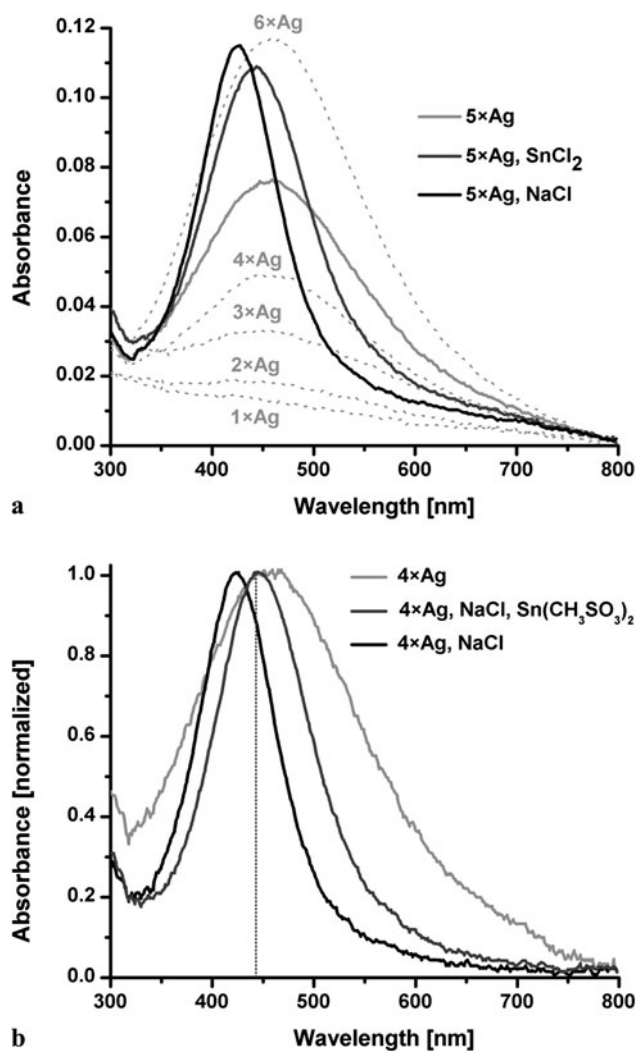 6×Ag
0.12
0.10
0.08
0.06
0.04
0.02
0.00
Absorbance
5×Ag
5×Ag, SnCl₂
5×Ag, NaCl
4×Ag
3×Ag
2×Ag
1×Ag
300 400 500 600 700 800
Wavelength [nm]
a
1.0
0.8
0.6
0.4
0.2
0.0
Absorbance [normalized]
4×Ag
4×Ag, NaCl, Sn(CH₃SO₃)₂
4×Ag, NaCl
300 400 500 600 700 800
Wavelength [nm]
b